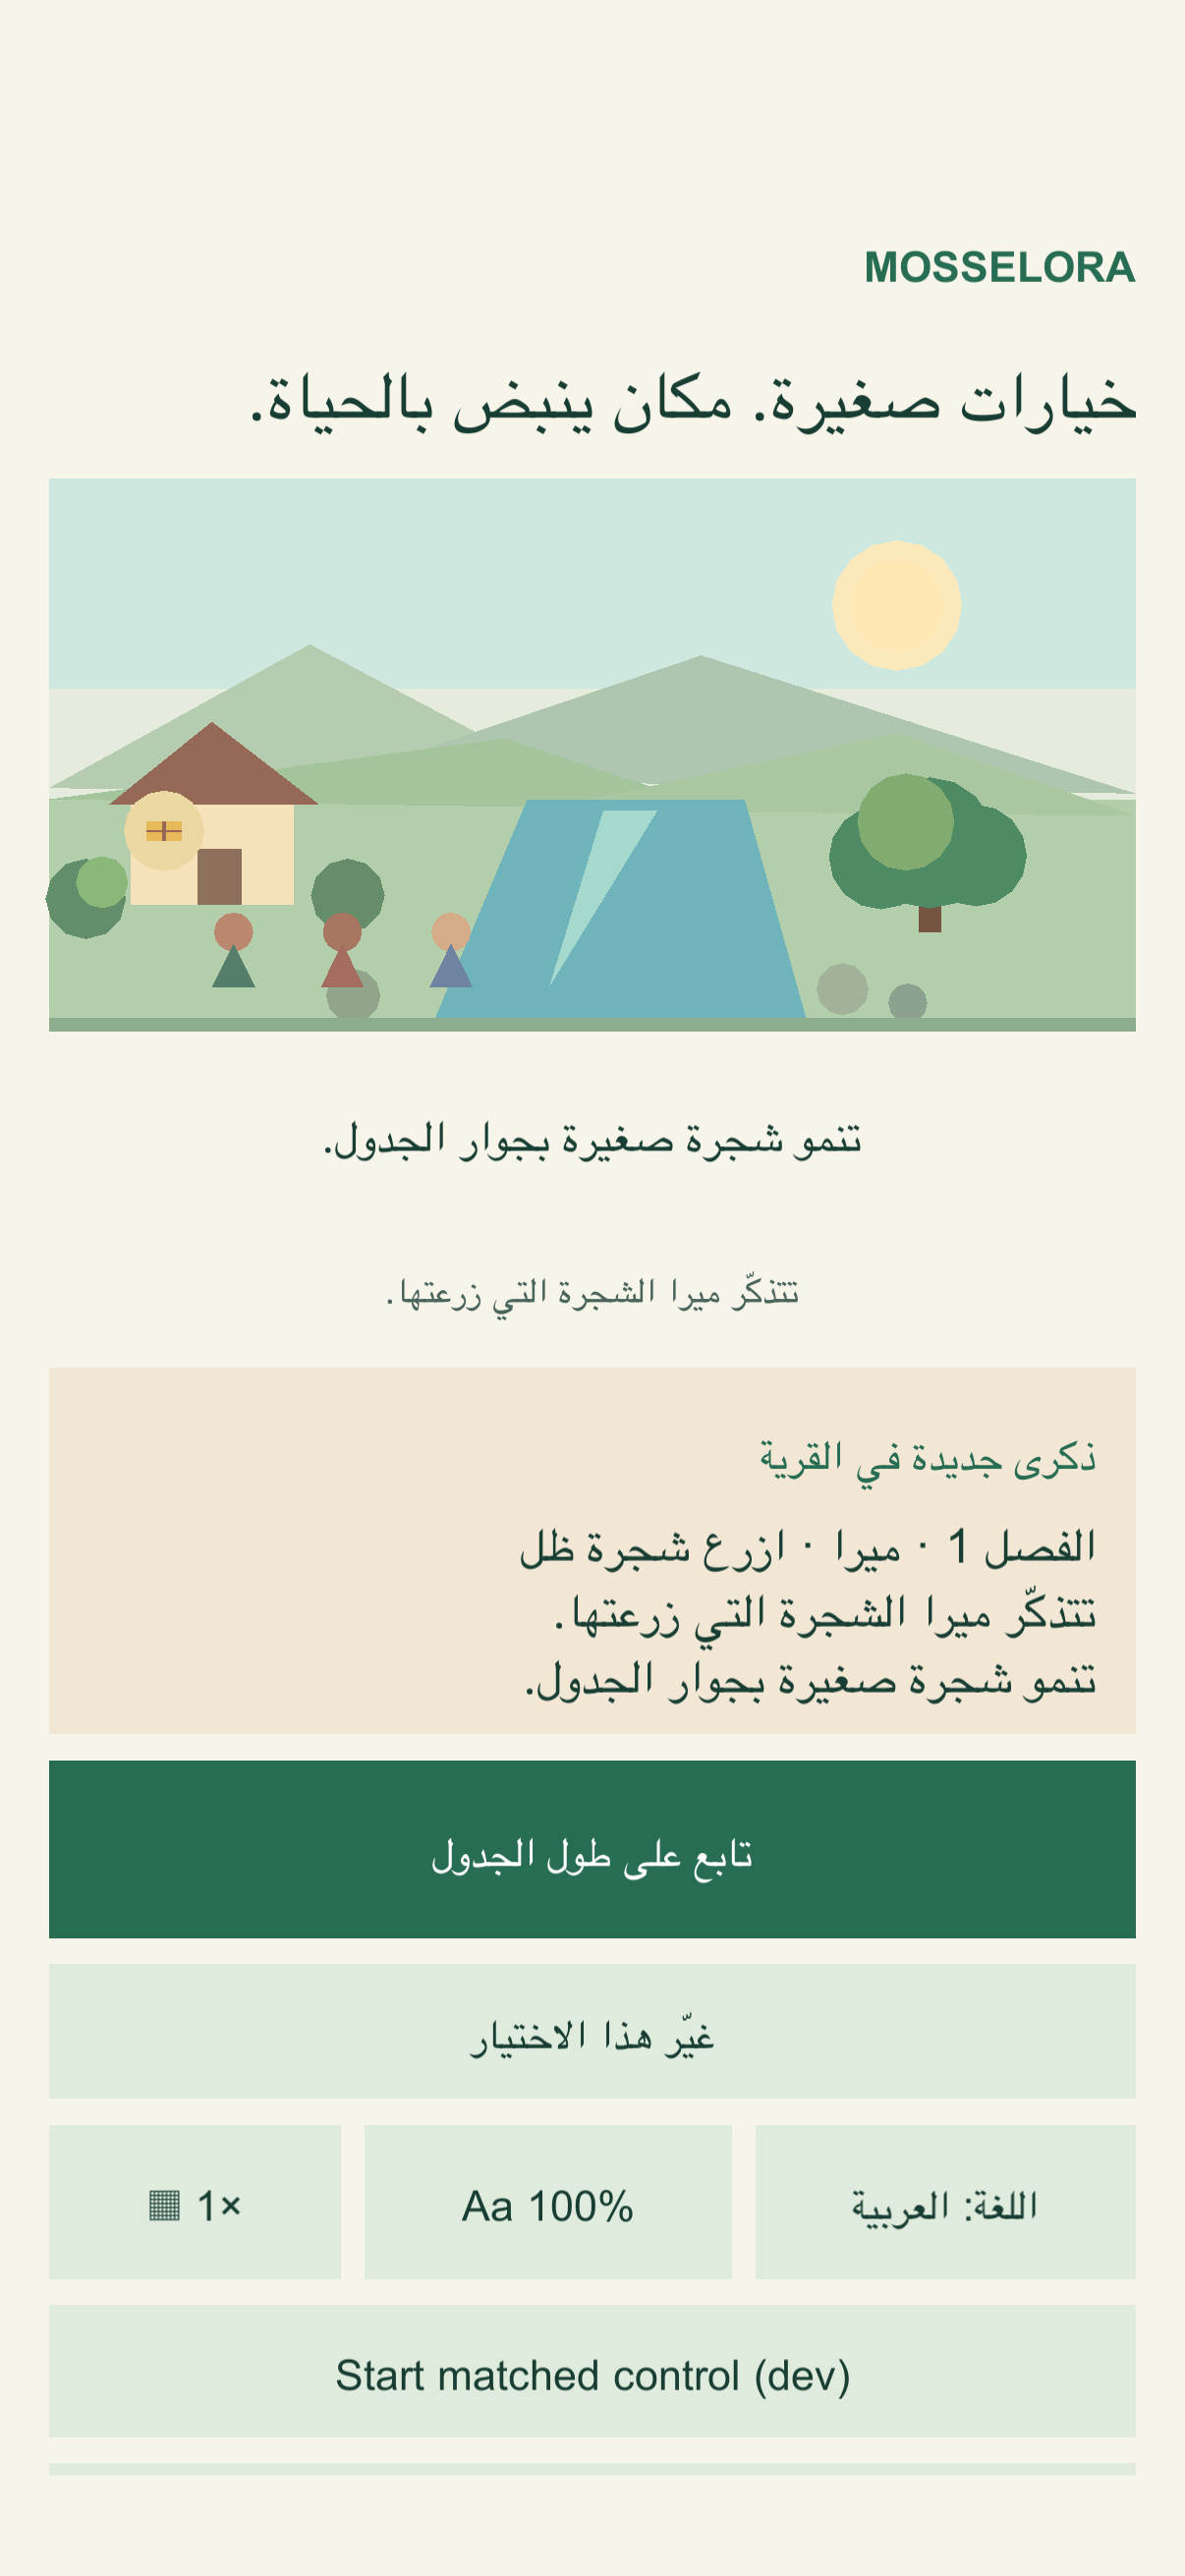 MOSSELORA
خيارات صغيرة. مكان ينبض بالحياة.
تنمو شجرة صغيرة بجوار الجدول.
تتذكّر ميرا الشجرة التي زرعتها.
ذكرى جديدة في القرية
الفصل 1 · ميرا · ازرع شجرة ظل
تتذكّر ميرا الشجرة التي زرعتها.
تنمو شجرة صغيرة بجوار الجدول.
تابع على طول الجدول
غيّر هذا الاختيار
اللغة: العربية
Aa 100%
▦ 1×
Start matched control (dev)